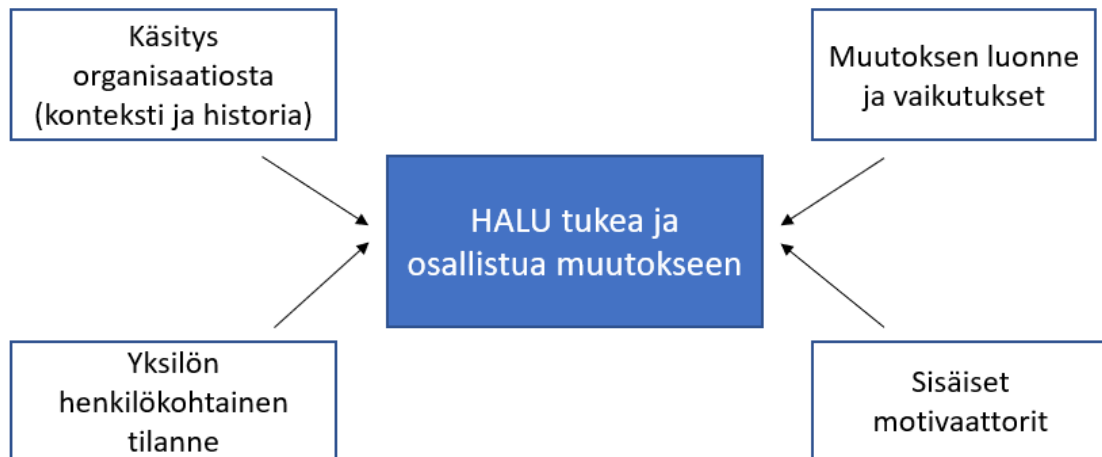 Käsitys
organisaatiosta
(konteksti ja historia)
Muutoksen luonne
ja vaikutukset
HALU tukea ja
osallistua muutokseen
Yksilön
henkilökohtainen
tilanne
Sisäiset
motivaattorit